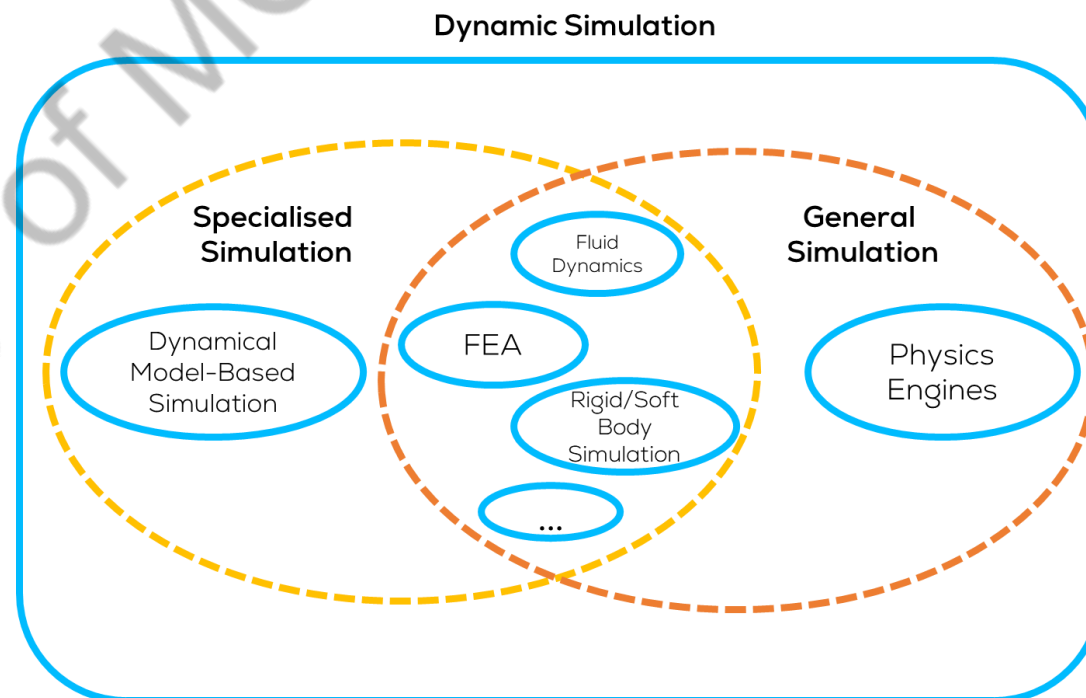 Dynamic Simulation
of
Specialised
Simulation
General
Simulation
Fluid
Dynamics
FEA
Dynamical
Model-Based
Simulation
Rigid/Soft
Body
Simulation
Physics
Engines
...